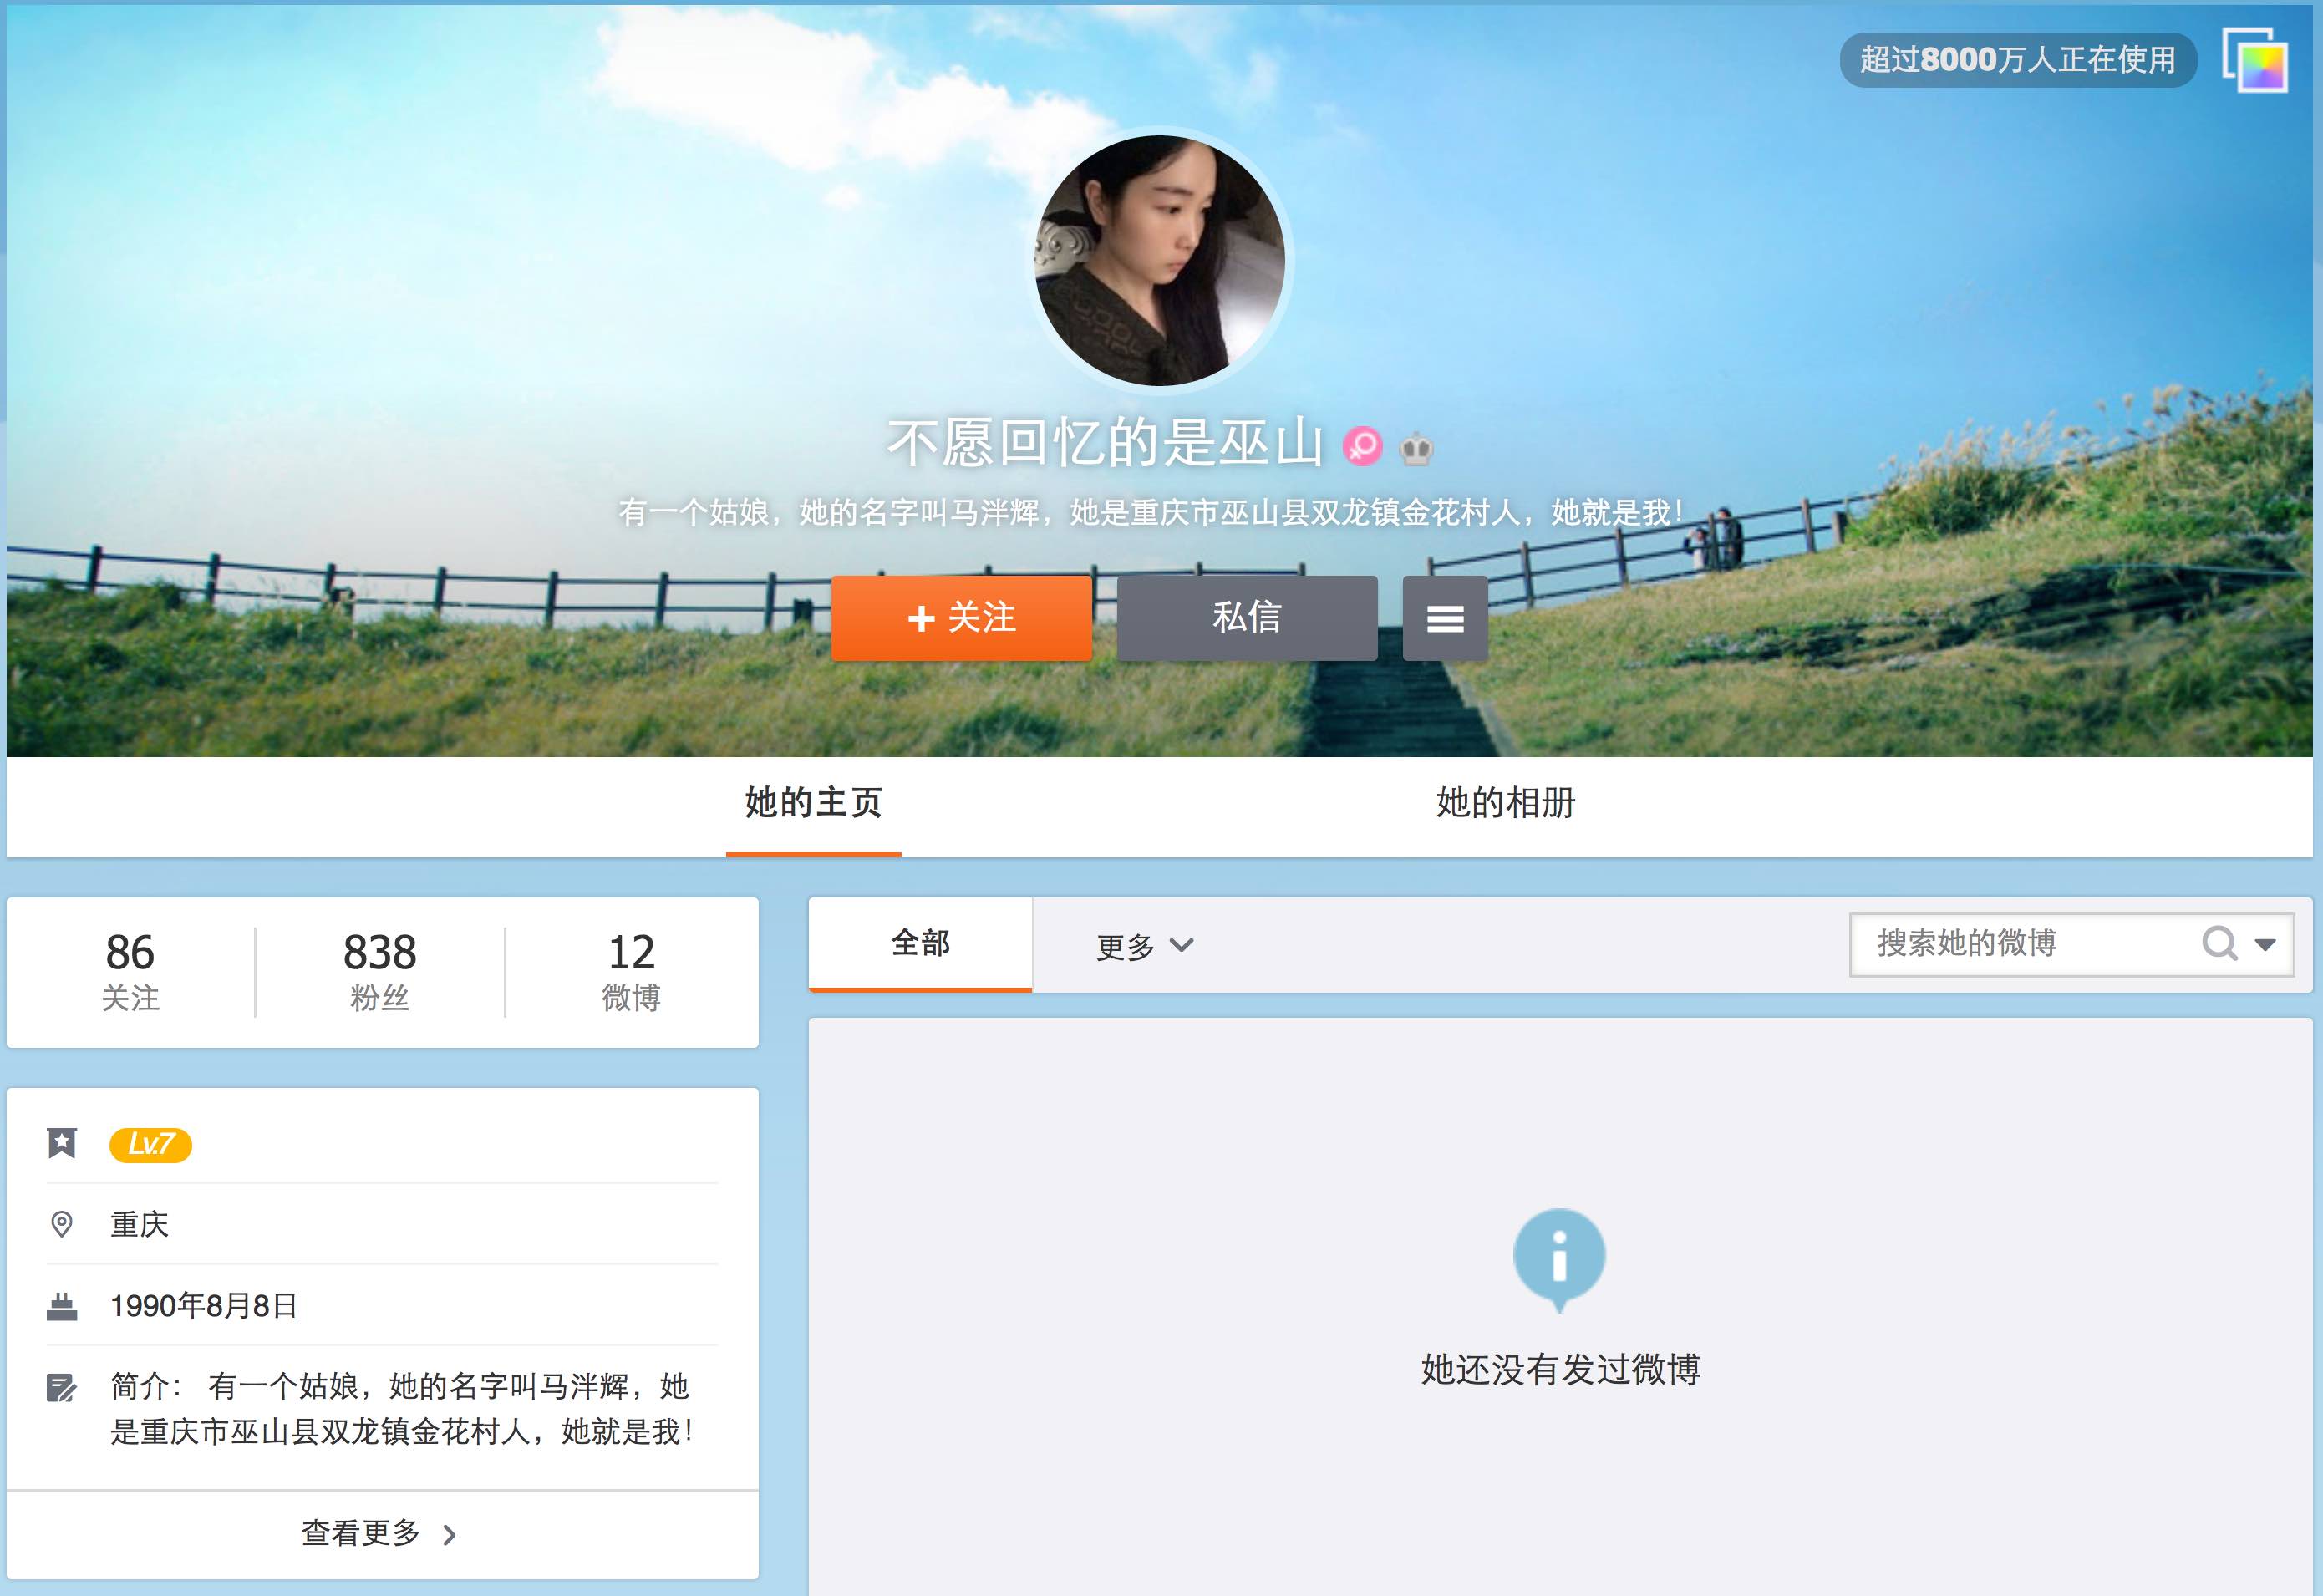 超过8000万人正在使用
不愿回忆的是巫山
有一个姑娘，她的名字叫马泮辉，她是重庆市巫山县双龙镇金花村人，她就是我！
+ 关注
私信
她的主页
她的相册
86
关注
838
粉丝
12
微博
全部
更多
搜索她的微博
Lv.7
重庆
1990年8月8日
简介： 有一个姑娘，她的名字叫马泮辉，她
是重庆市巫山县双龙镇金花村人，她就是我！
查看更多
她还没有发过微博